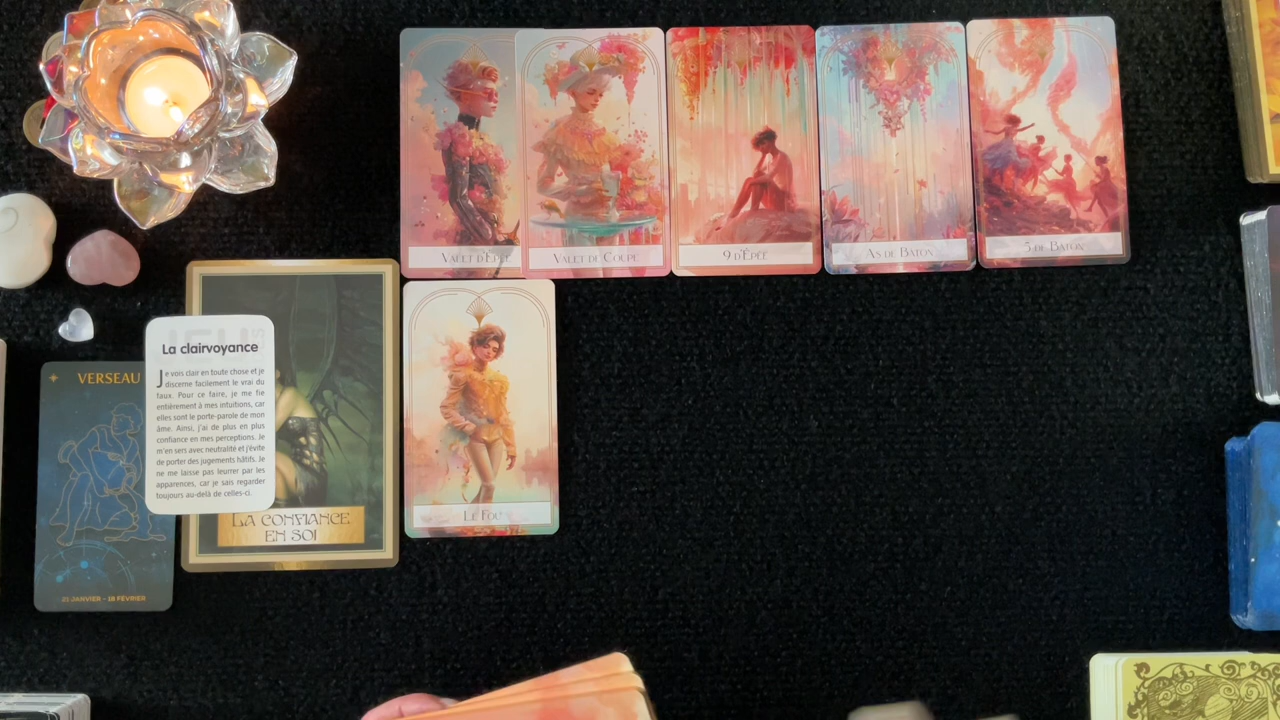 VALET D'ÉPÉE
VALET DE COUPE
9 D'ÉPÉE
AS DE BATON
5 DE BATON
VERSEAU
21 JANVIER - 18 FÉVRIER
La clairvoyance
Je vois clair en toute chose et je
discerne facilement le vrai du
faux. Pour ce faire, je me fie
entièrement à mes intuitions, car
elles sont le porte-parole de mon
âme. Ainsi, j'ai de plus en plus
confiance en mes perceptions. Je
m'en sers avec neutralité et j'évite
de porter des jugements hâtifs. Je
ne me laisse pas leurrer par les
apparences, car je sais regarder
toujours au-delà de celles-ci.
LA CONFIANCE
EN SOI
LE FOU